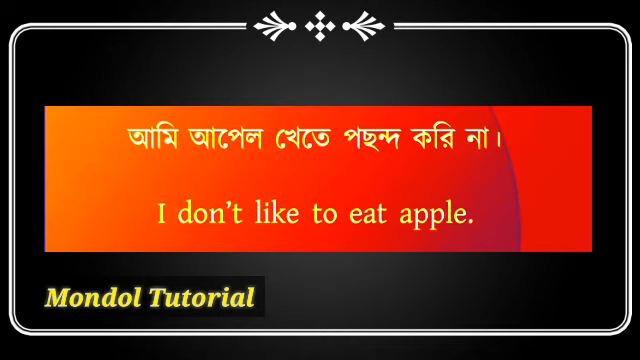 আমি আপেল খেতে পছন্দ করি না।
I don't like to eat apple.
Mondol Tutorial